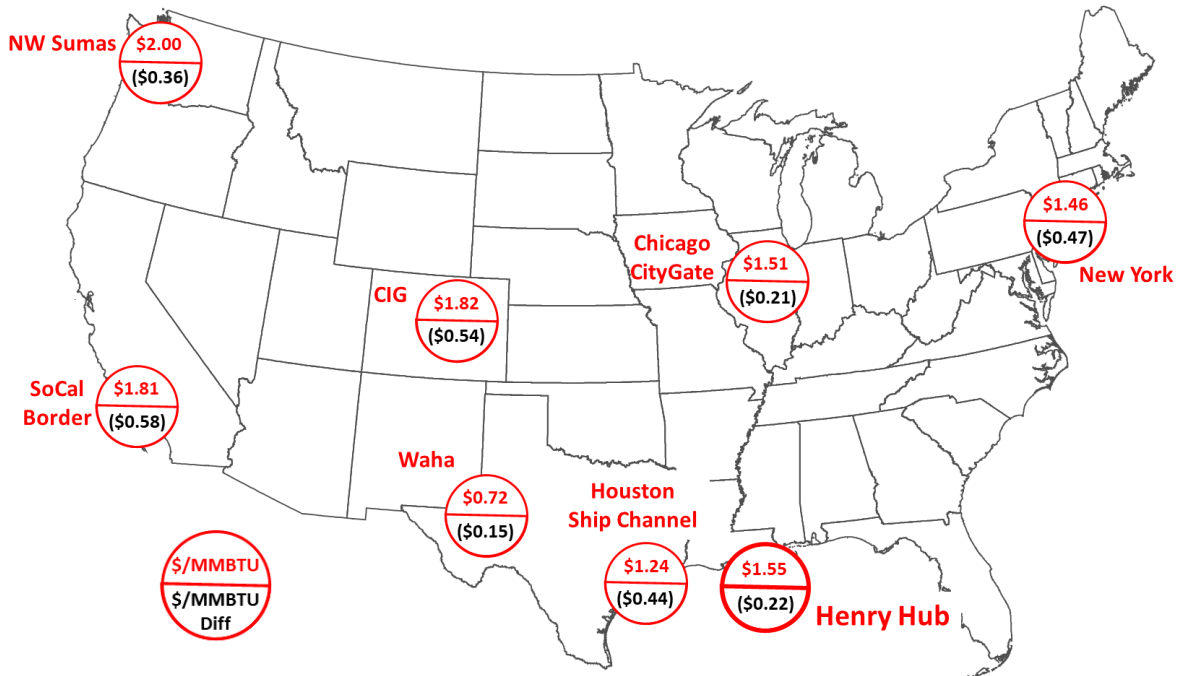 NW Sumas
$2.00
($0.36)
$1.46
($0.47)
New York
Chicago
CityGate
$1.51
($0.21)
CIG
$1.82
($0.54)
SoCal
Border
$1.81
($0.58)
Waha
$0.72
($0.15)
Houston
Ship Channel
$1.24
($0.44)
$1.55
($0.22)
Henry Hub
$/MMBTU
$/MMBTU
Diff